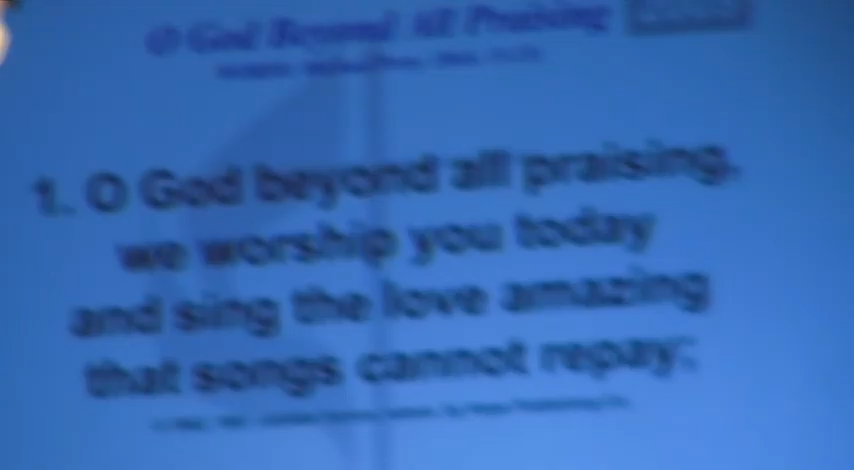 O God Beyond All Praising
1. O God beyond all praising,
we worship you today
and sing the love amazing
that songs cannot repay;